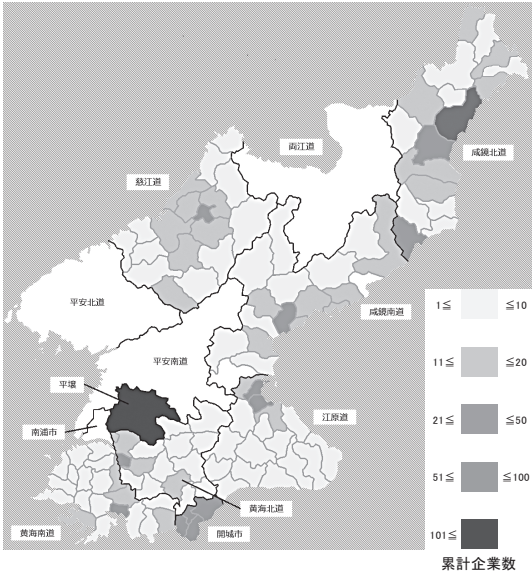 両江道
咸鏡北道
慈江道
平安北道
咸鏡南道
平安南道
平壌
南浦市
江原道
黄海北道
黄海南道
開城市
1≦ ≦10
11≦ ≦20
21≦ ≦50
51≦ ≦100
101≦
累計企業数